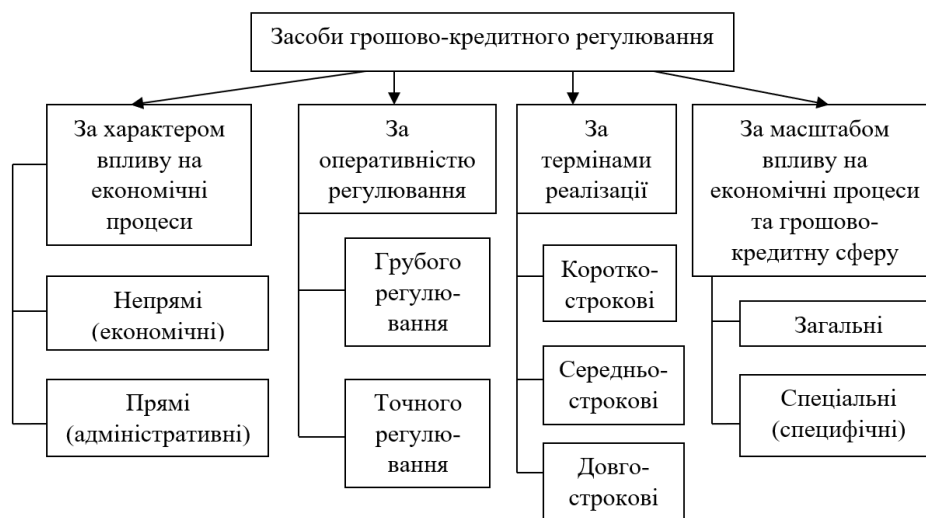 Засоби грошово-кредитного регулювання
За характером
впливу на
економічні
процеси
Непрямі
(економічні)
Прямі
(адміністративні)
За
оперативністю
регулювання
Грубого
регулю-
вання
Точного
регулю-
вання
За
термінами
реалізації
Коротко-
строкові
Середньо-
строкові
Довго-
строкові
За масштабом
впливу на
економічні процеси
та грошово-
кредитну сферу
Загальні
Спеціальні
(специфічні)